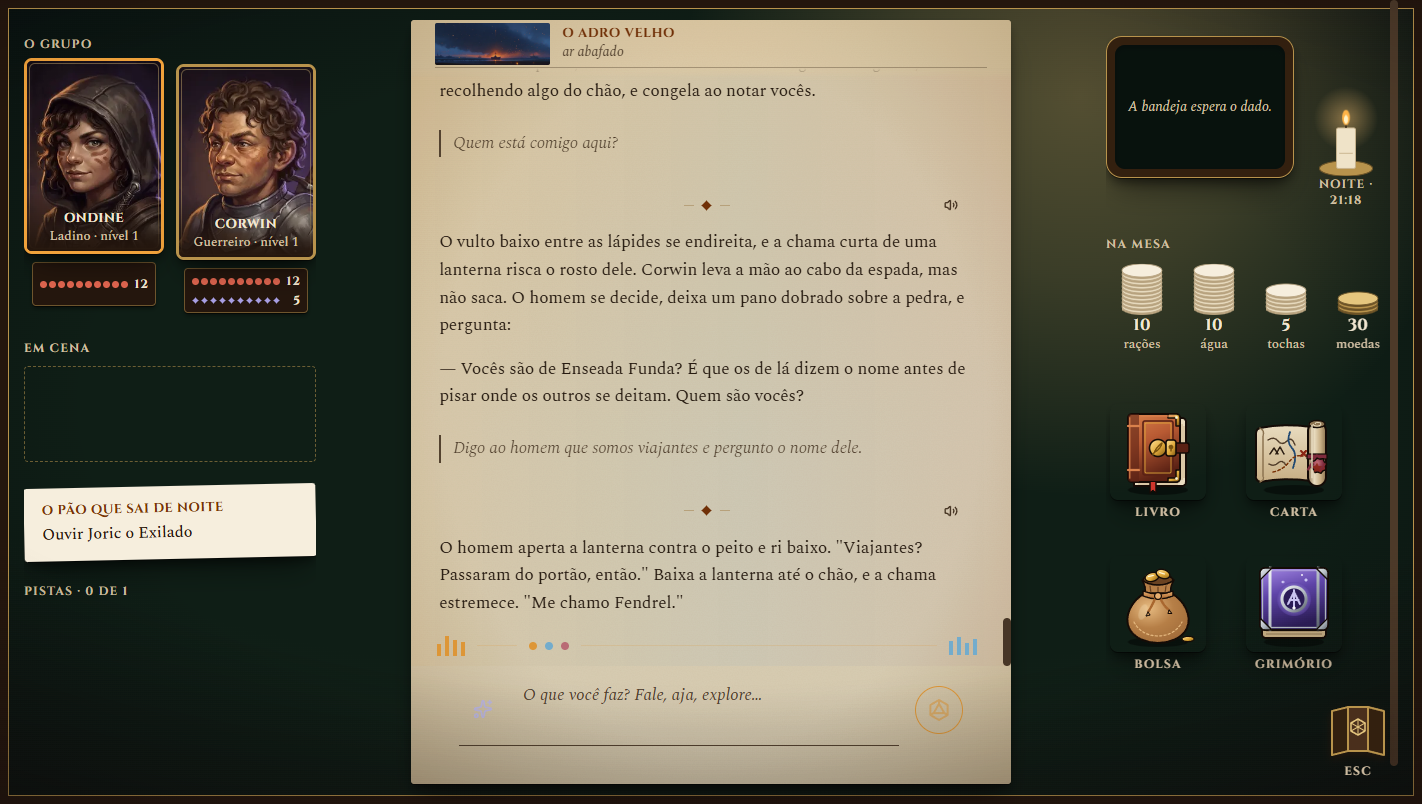 O GRUPO
ONDINE
Ladino · nível 1
12
CORWIN
Guerreiro · nível 1
12
5
EM CENA
O PÃO QUE SAI DE NOITE
Ouvir Joric o Exilado
PISTAS · 0 DE 1
O ADRO VELHO
ar abafado
recolhendo algo do chão, e congela ao notar vocês.
Quem está comigo aqui?
O vulto baixo entre as lápides se endireita, e a chama curta de uma
lanterna risca o rosto dele. Corwin leva a mão ao cabo da espada, mas
não saca. O homem se decide, deixa um pano dobrado sobre a pedra, e
pergunta:
— Vocês são de Enseada Funda? É que os de lá dizem o nome antes de
pisar onde os outros se deitam. Quem são vocês?
Digo ao homem que somos viajantes e pergunto o nome dele.
O homem aperta a lanterna contra o peito e ri baixo. "Viajantes?
Passaram do portão, então." Baixa a lanterna até o chão, e a chama
estremece. "Me chamo Fendrel."
O que você faz? Fale, aja, explore...
A bandeja espera o dado.
NOITE ·
21:18
NA MESA
10
rações
10
água
5
tochas
30
moedas
LIVRO
CARTA
BOLSA
GRIMÓRIO
ESC